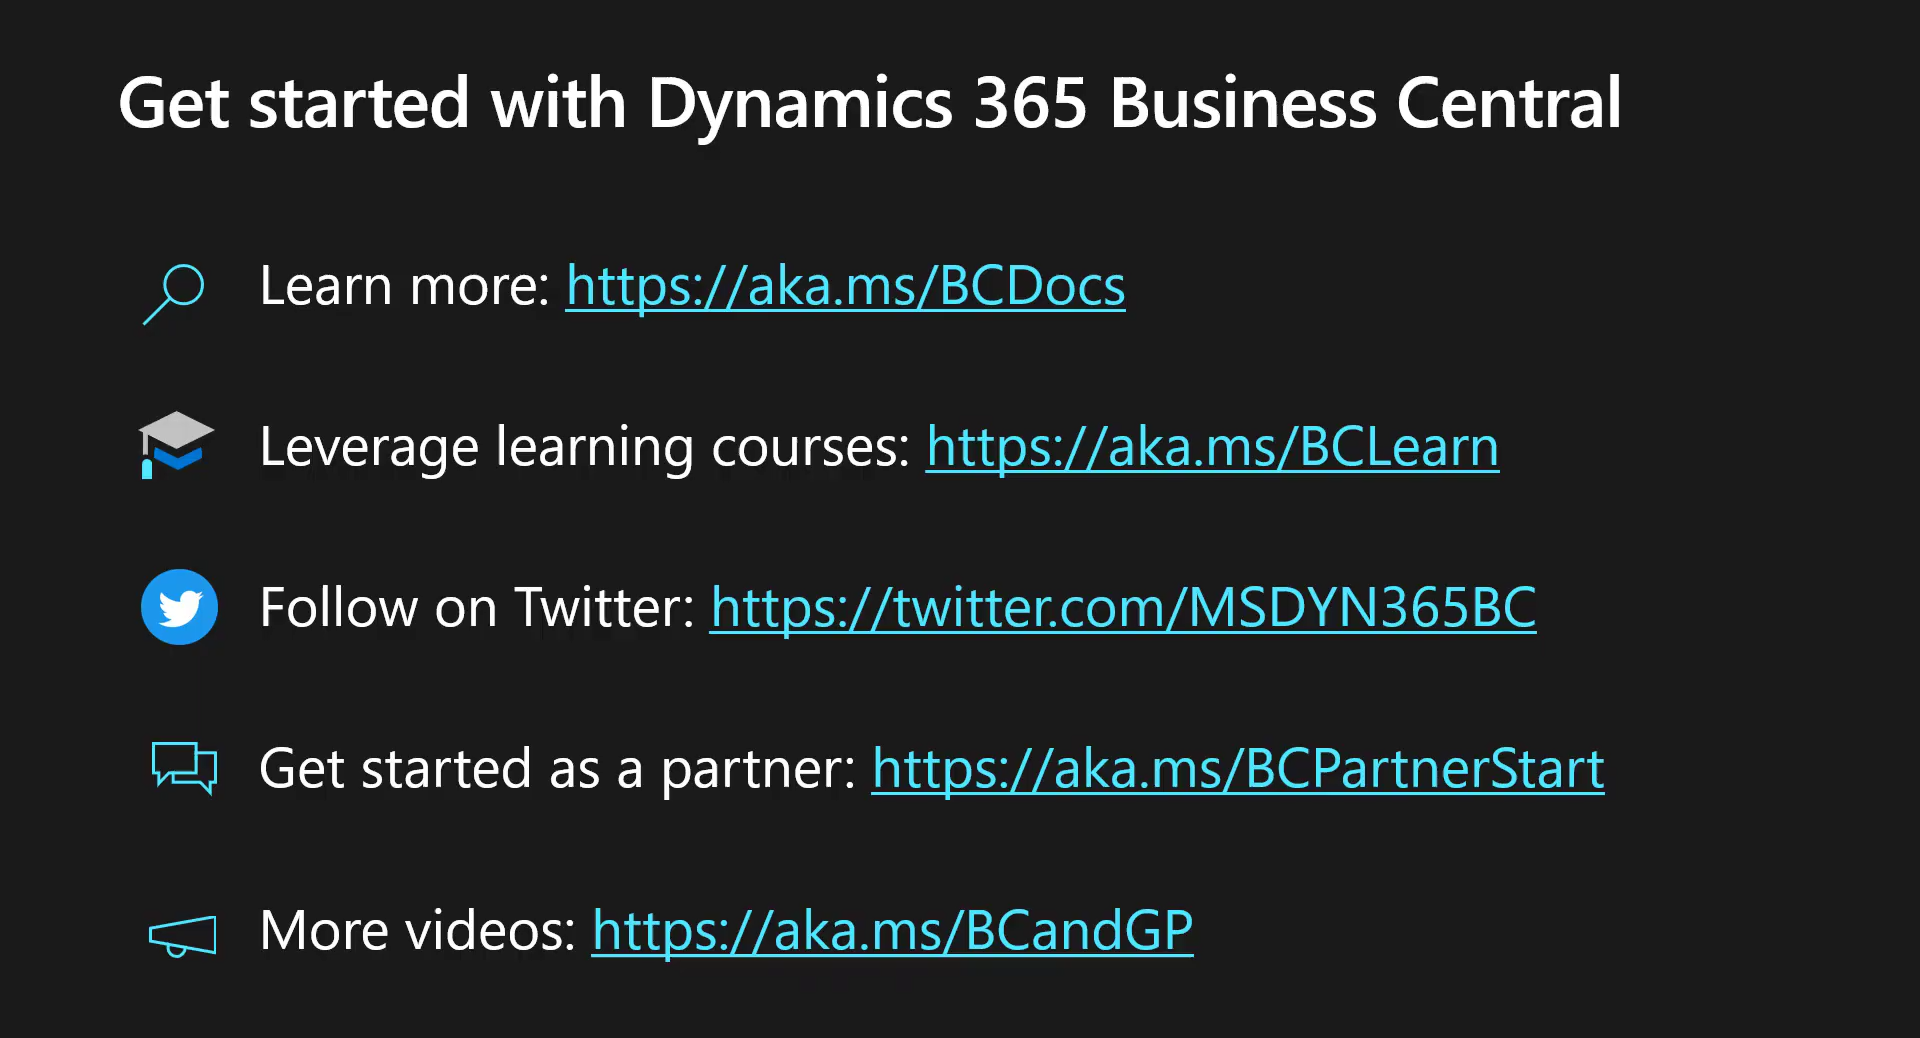 Get started with Dynamics 365 Business Central
Learn more: https://aka.ms/BCDocs
Leverage learning courses: https://aka.ms/BCLearn
Follow on Twitter: https://twitter.com/MSDYN365BC
Get started as a partner: https://aka.ms/BCPartnerStart
More videos: https://aka.ms/BCandGP